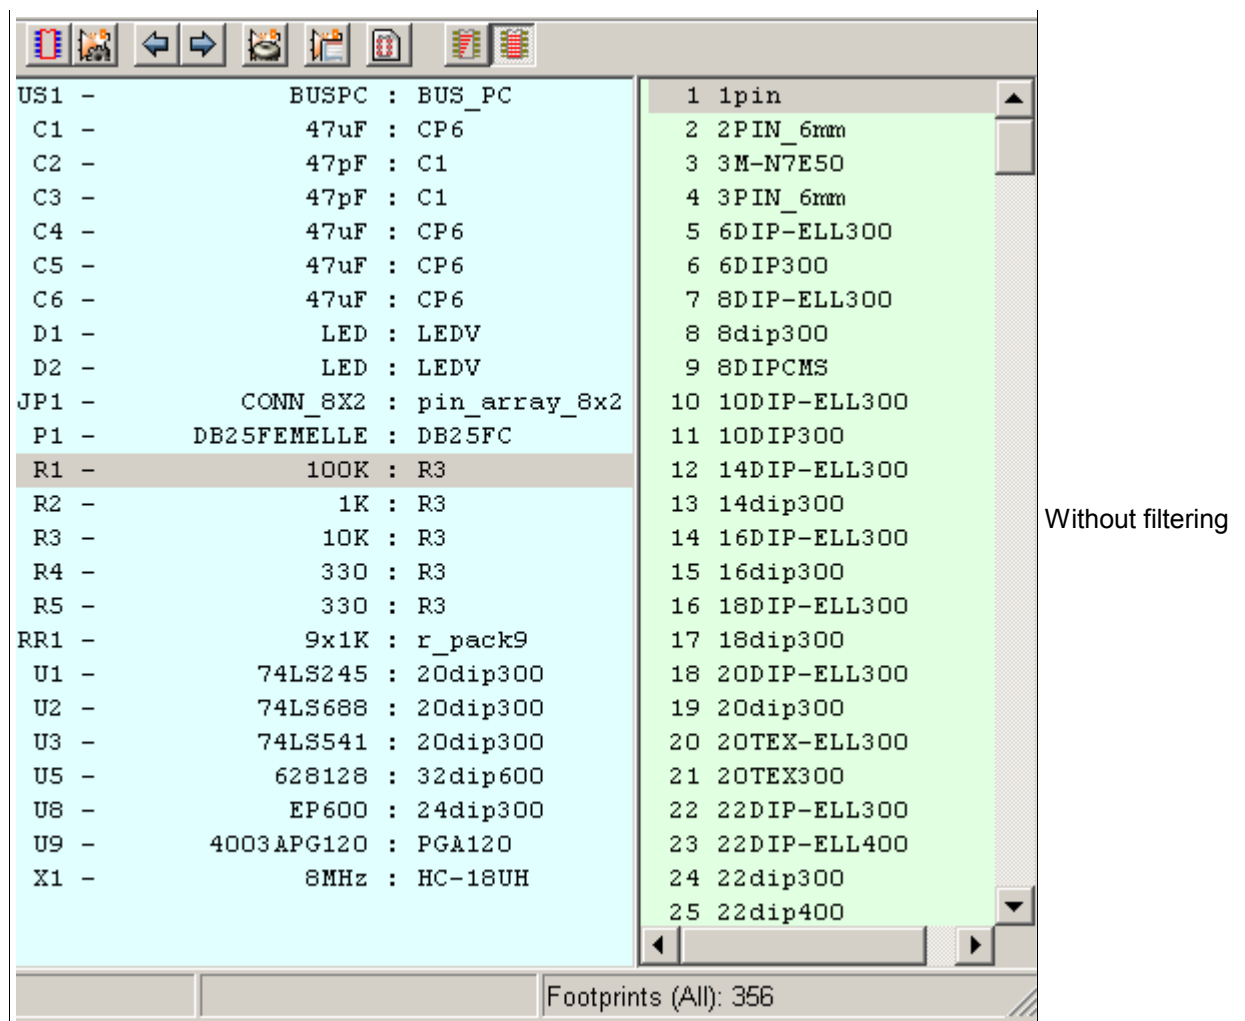 US1 - BUSPC : BUS_PC
C1 - 47uF : CP6
C2 - 47pF : C1
C3 - 47pF : C1
C4 - 47uF : CP6
C5 - 47uF : CP6
C6 - 47uF : CP6
D1 - LED : LEDV
D2 - LED : LEDV
JP1 - CONN_8X2 : pin_array_8x2
P1 - DB25FEMELLE : DB25FC
R1 - 100K : R3
R2 - 1K : R3
R3 - 10K : R3
R4 - 330 : R3
R5 - 330 : R3
RR1 - 9x1K : r_pack9
U1 - 74LS245 : 20dip300
U2 - 74LS688 : 20dip300
U3 - 74LS541 : 20dip300
U5 - 628128 : 32dip600
U8 - EP600 : 24dip300
U9 - 4003APG120 : PGA120
X1 - 8MHz : HC-18UH
1 1pin
2 2PIN_6mm
3 3M-N7E50
4 3PIN_6mm
5 6DIP-ELL300
6 6DIP300
7 8DIP-ELL300
8 8dip300
9 8DIPCMS
10 10DIP-ELL300
11 10DIP300
12 14DIP-ELL300
13 14dip300
14 16DIP-ELL300
15 16dip300
16 18DIP-ELL300
17 18dip300
18 20DIP-ELL300
19 20dip300
20 20TEX-ELL300
21 20TEX300
22 22DIP-ELL300
23 22DIP-ELL400
24 22dip300
25 22dip400
Footprints (All): 356
Without filtering